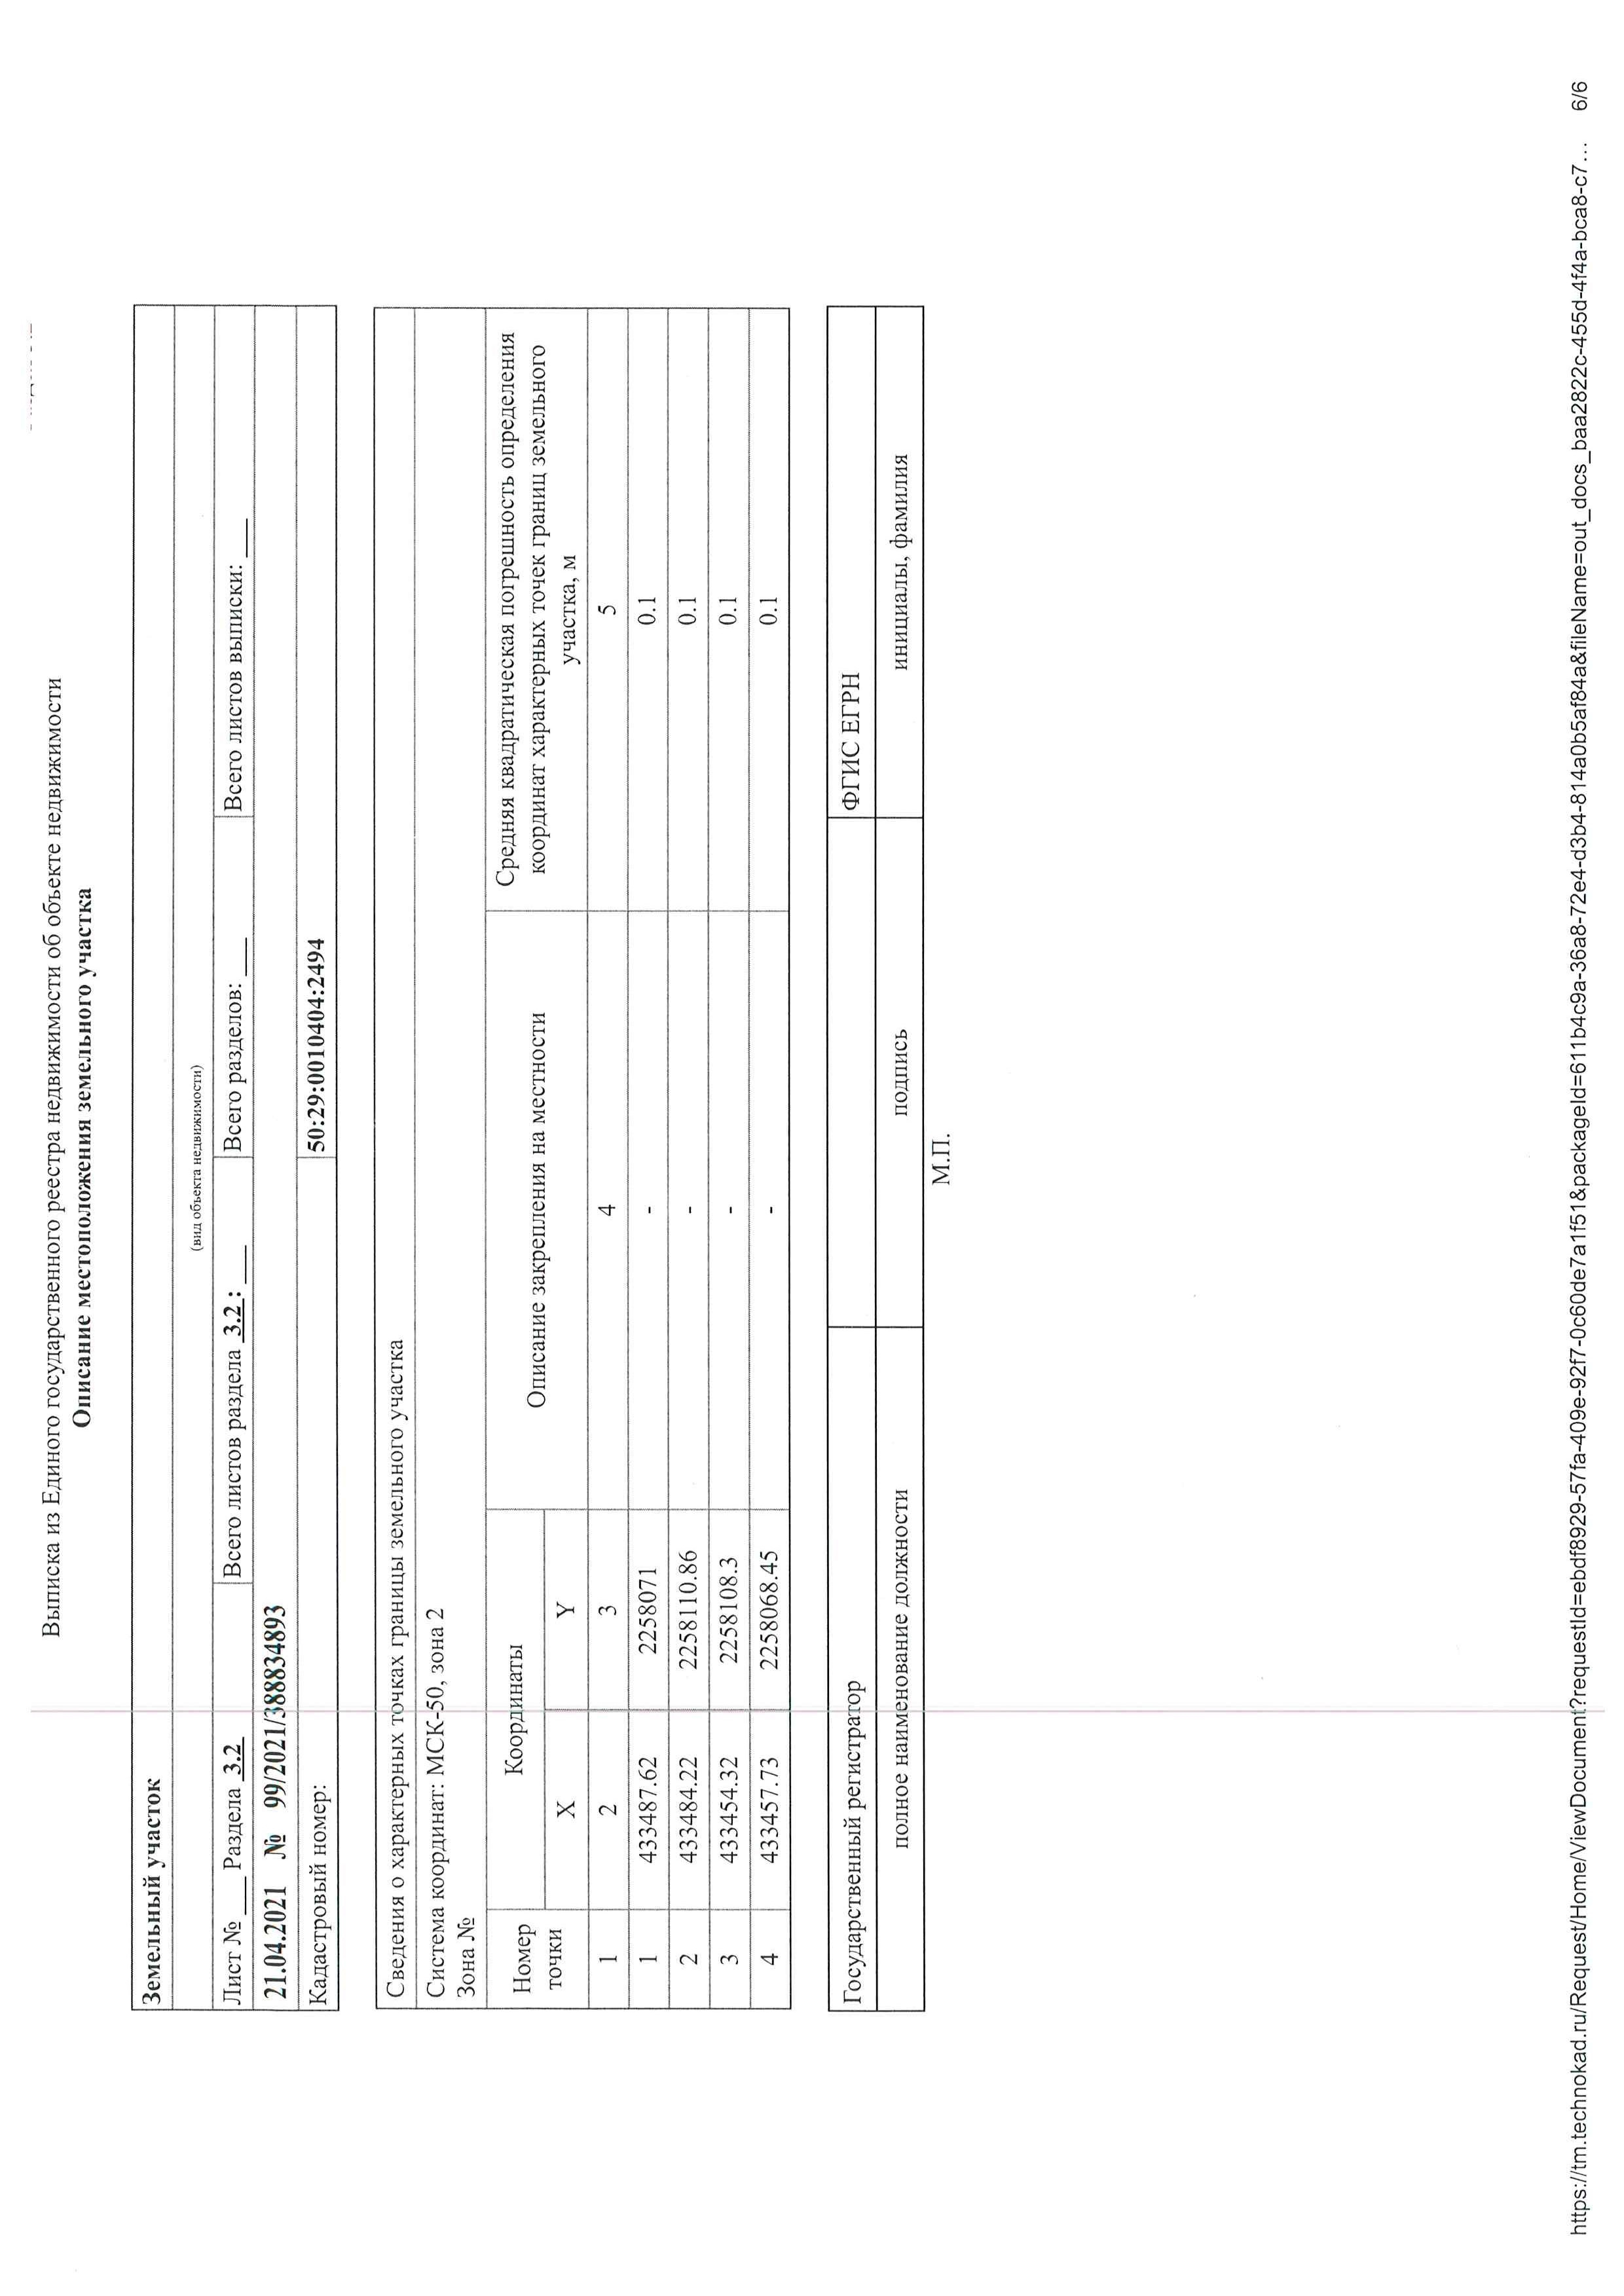 Выписка из Единого государственного реестра недвижимости об объекте недвижимости
Описание местоположения земельного участка
Земельный участок
(вид объекта недвижимости)
Лист № ___ Раздела 3.2 Всего листов раздела 3.2 : ___ Всего разделов: ___ Всего листов выписки: ___
21.04.2021 № 99/2021/388834893
Кадастровый номер: 50:29:0010404:2494
Сведения о характерных точках границы земельного участка
Система координат: МСК-50, зона 2
Зона №
Номер точки Координаты Описание закрепления на местности Средняя квадратическая погрешность определения
координат характерных точек границ земельного
участка, м
X Y
1 2 3 4 5
1 433487.62 2258071 - 0.1
2 433484.22 2258110.86 - 0.1
3 433454.32 2258108.3 - 0.1
4 433457.73 2258068.45 - 0.1
Государственный регистратор ФГИС ЕГРН
полное наименование должности подпись инициалы, фамилия
М.П.
https://tm.technokad.ru/Request/Home/ViewDocument?requestId=ebdf8929-57fa-409e-92f7-0c60de7a1f51&packageId=611b4c9a-36a8-72e4-d3b4-814a0b5af84a&fileName=out_docs_baa2822c-455d-4f4a-bca8-c7... 6/6